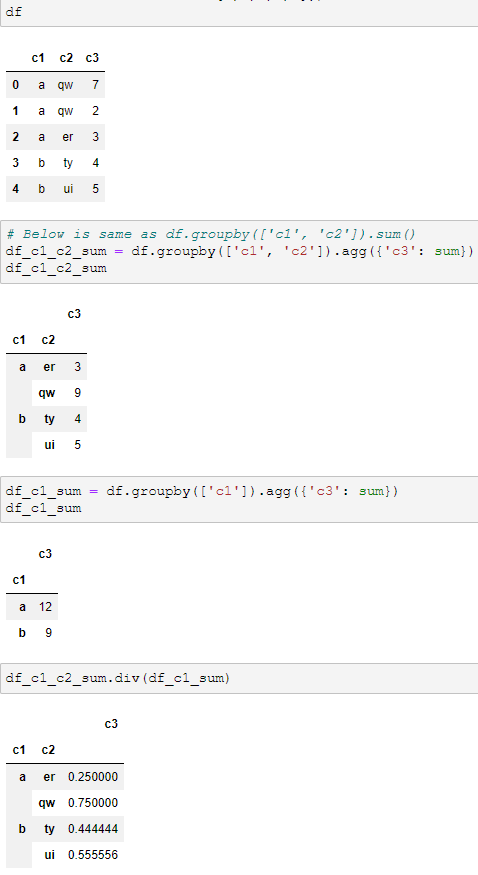 df
c1 c2 c3
0 a qw 7
1 a qw 2
2 a er 3
3 b ty 4
4 b ui 5
# Below is same as df.groupby(['c1', 'c2']).sum()
df_c1_c2_sum = df.groupby(['c1', 'c2']).agg({'c3': sum})
df_c1_c2_sum
c3
c1 c2
a er 3
qw 9
b ty 4
ui 5
df_c1_sum = df.groupby(['c1']).agg({'c3': sum})
df_c1_sum
c3
c1
a 12
b 9
df_c1_c2_sum.div(df_c1_sum)
c3
c1 c2
a er 0.250000
qw 0.750000
b ty 0.444444
ui 0.555556